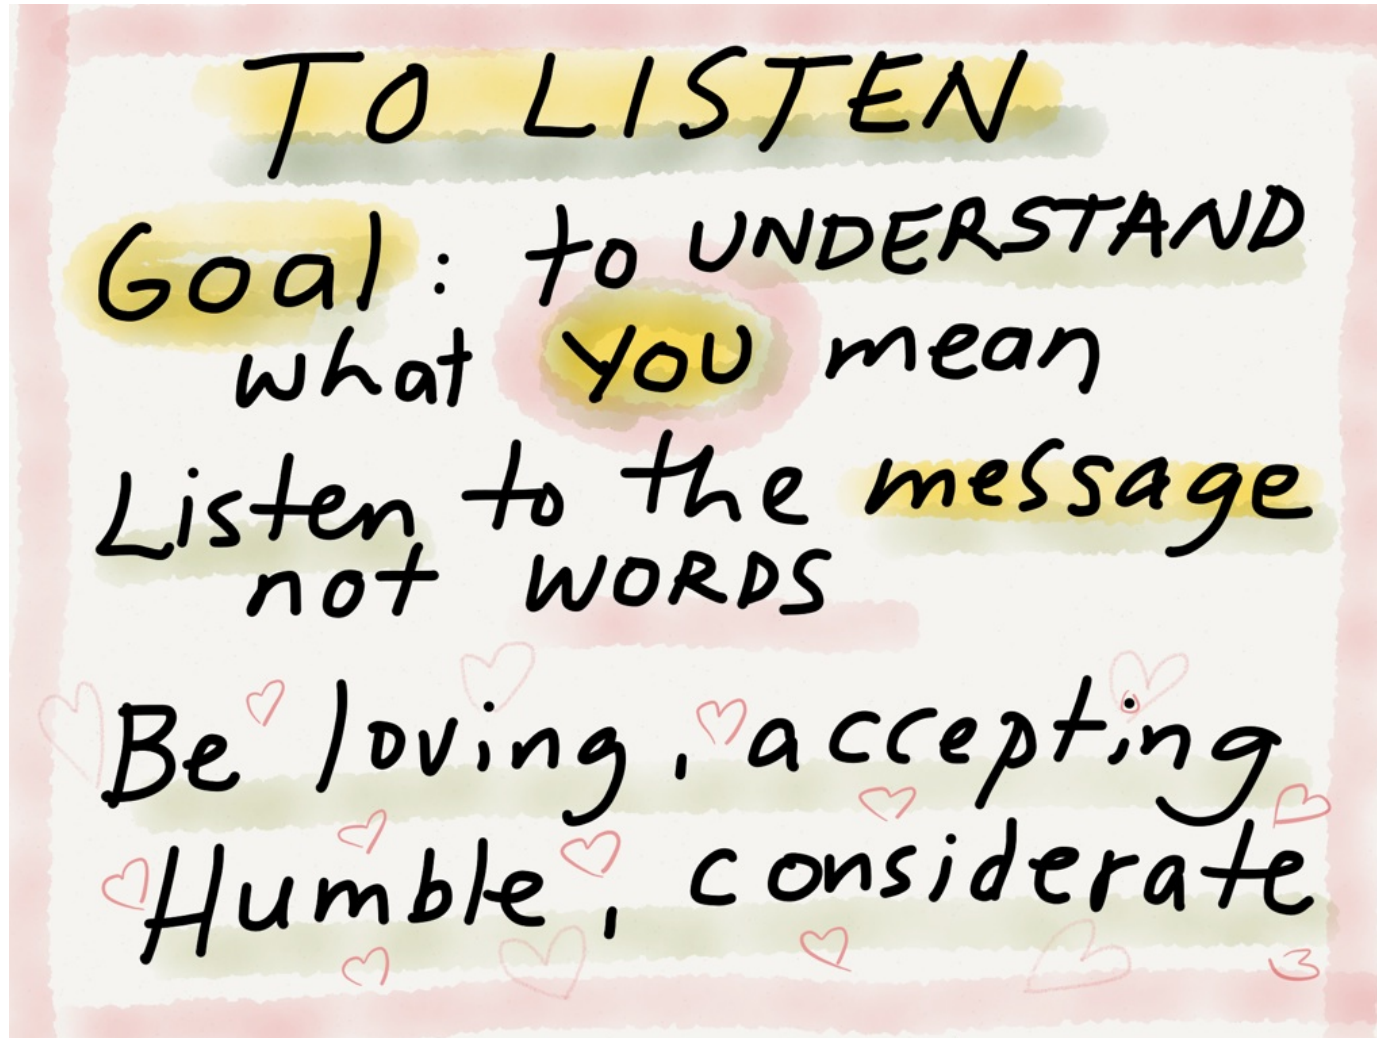 TO LISTEN
Goal: to UNDERSTAND
what YOU mean
Listen to the message
not WORDS
Be loving, accepting
Humble, considerate